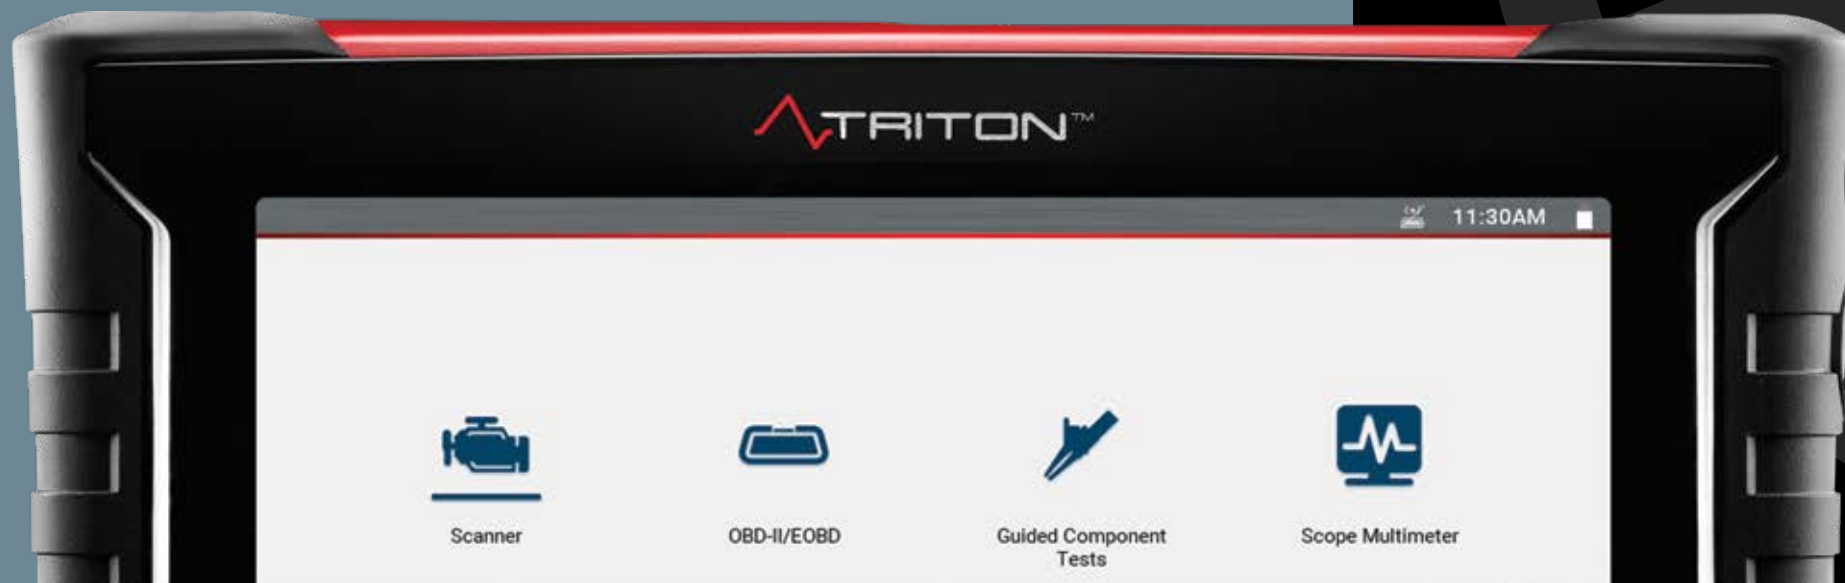 TRITON™
11:30AM
Scanner
OBD-II/EOBD
Guided Component
Tests
Scope Multimeter